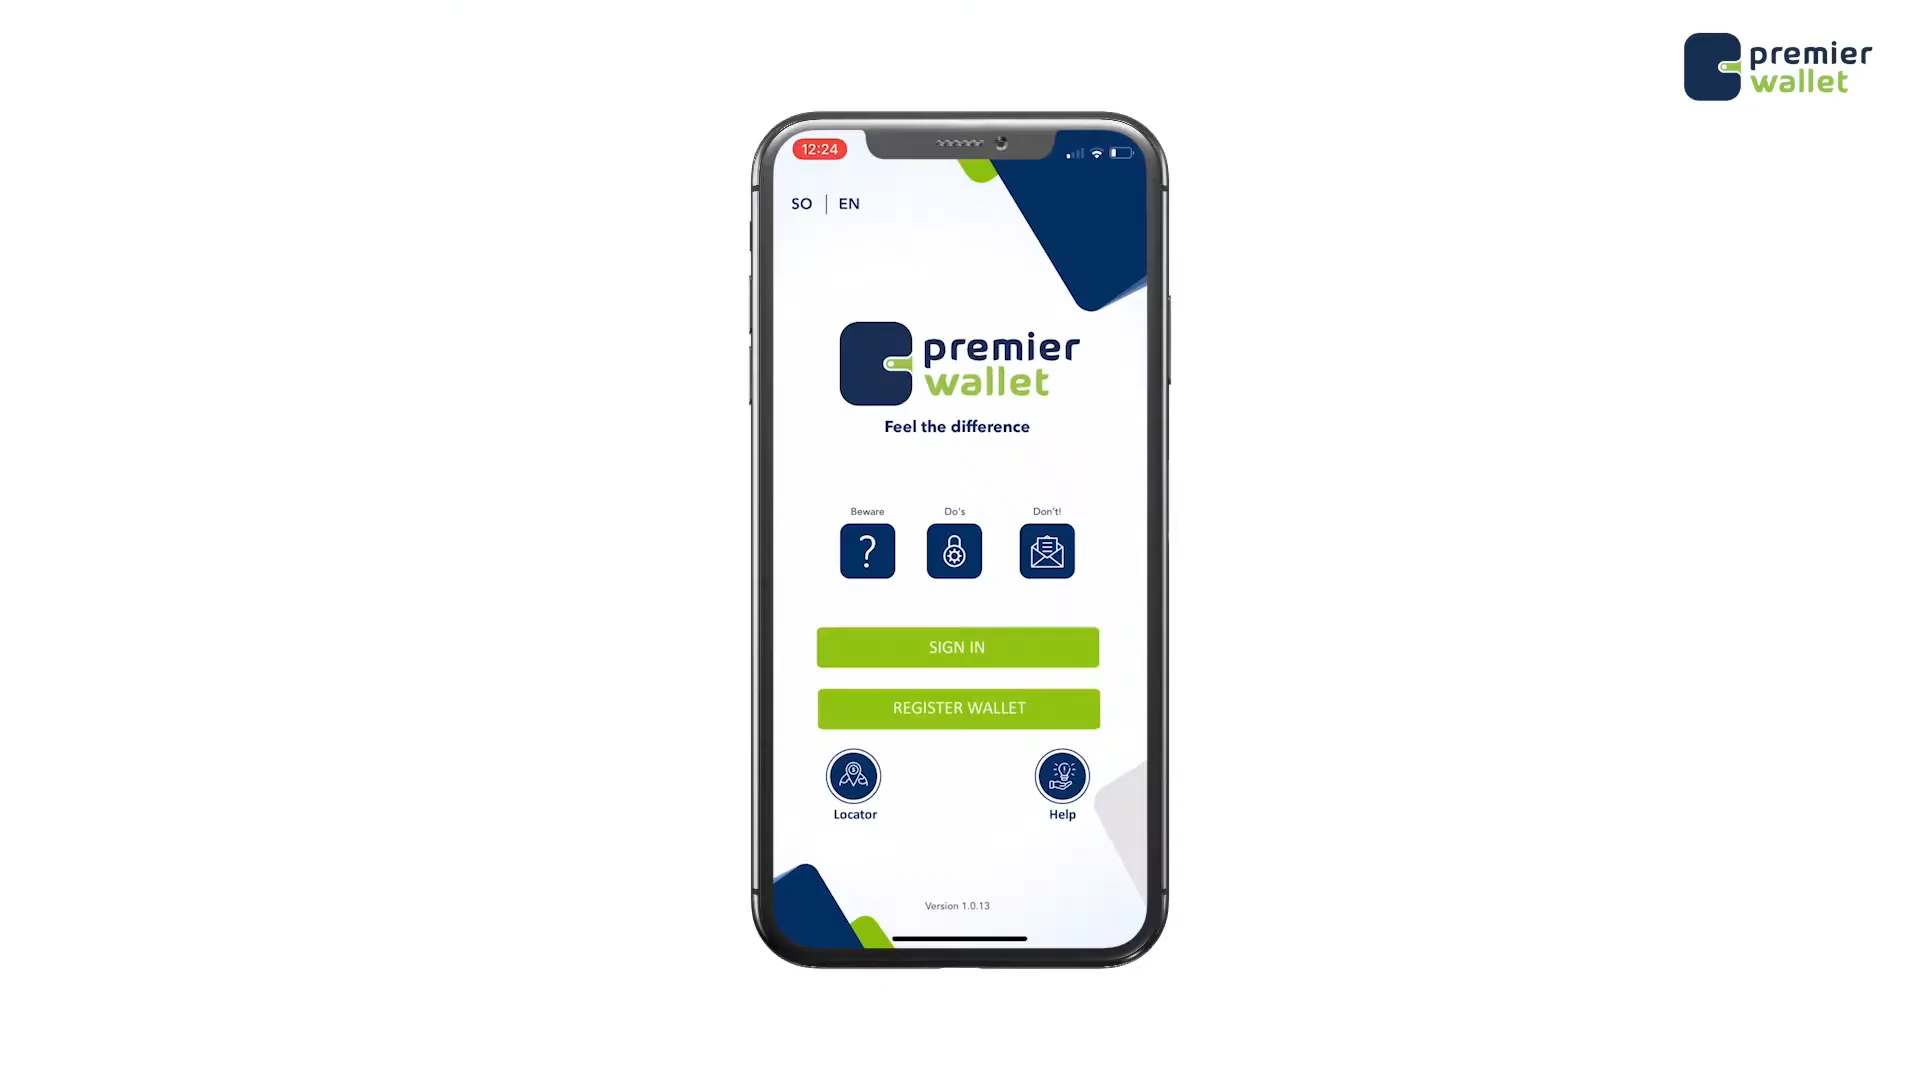 premier
wallet
12:24
SO | EN
premier
wallet
Feel the difference
Beware
Do's
Don't!
?
SIGN IN
REGISTER WALLET
Locator
Help
Version 1.0.13